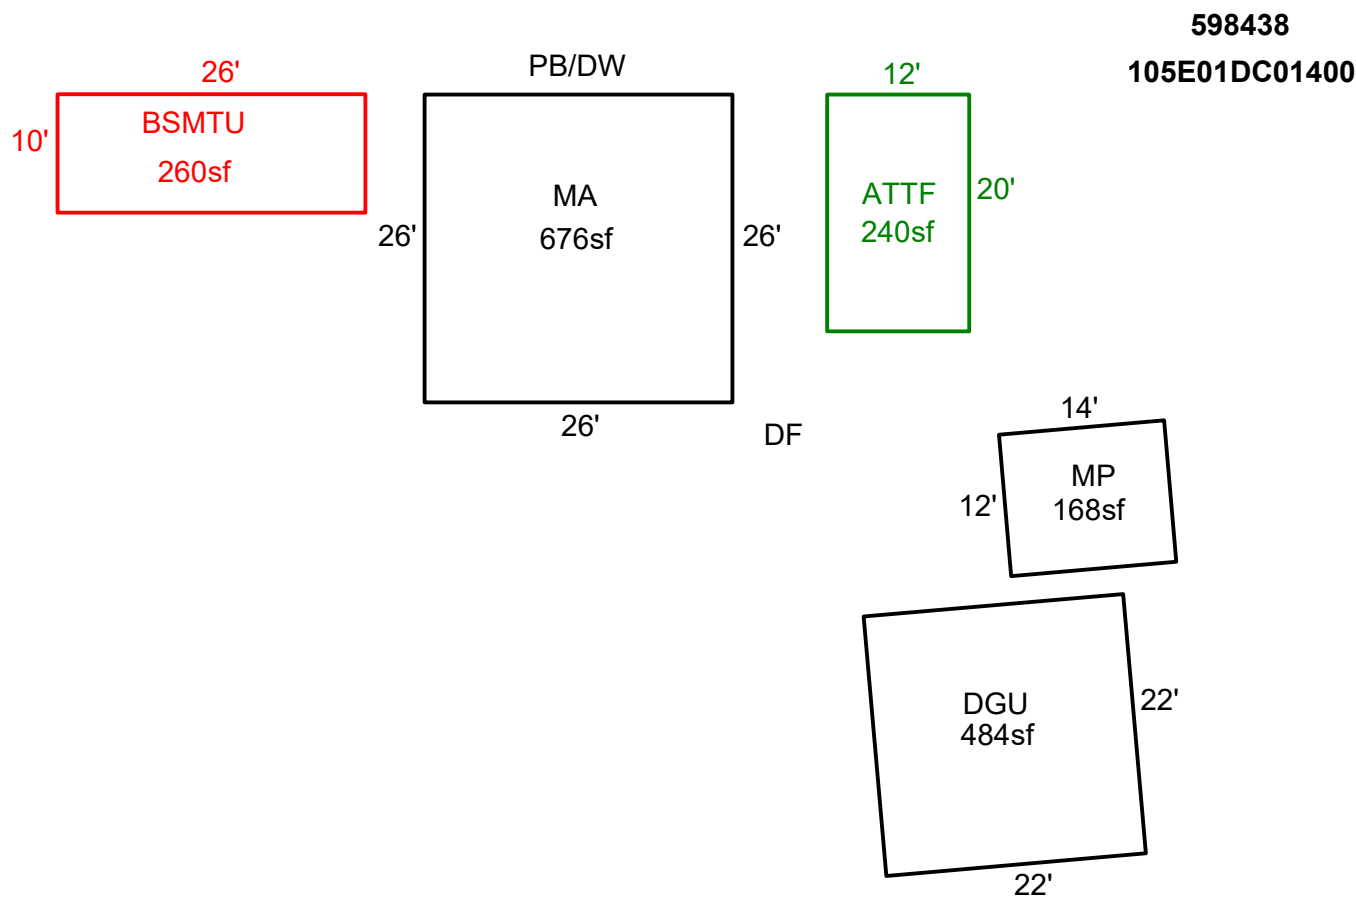 598438
105E01DC01400
26'
10'
BSMTU
260sf
PB/DW
MA
676sf
26'
26'
26'
12'
ATTF
240sf
20'
DF
14'
12'
MP
168sf
DGU
484sf
22'
22'